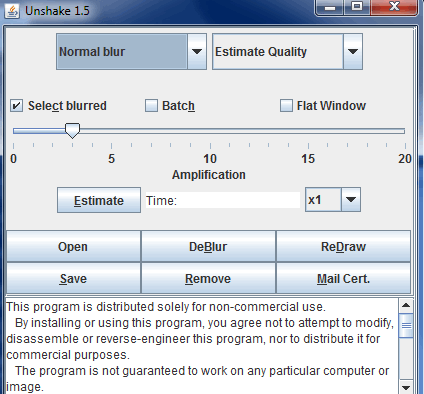 Unshake 1.5
Normal blur Estimate Quality
Select blurred Batch Flat Window
0 5 10 15 20
Amplification
Estimate Time: x1
Open DeBlur ReDraw
Save Remove Mail Cert.
This program is distributed solely for non-commercial use.
By installing or using this program, you agree not to attempt to modify,
disassemble or reverse-engineer this program, nor to distribute it for
commercial purposes.
The program is not guaranteed to work on any particular computer or
image.